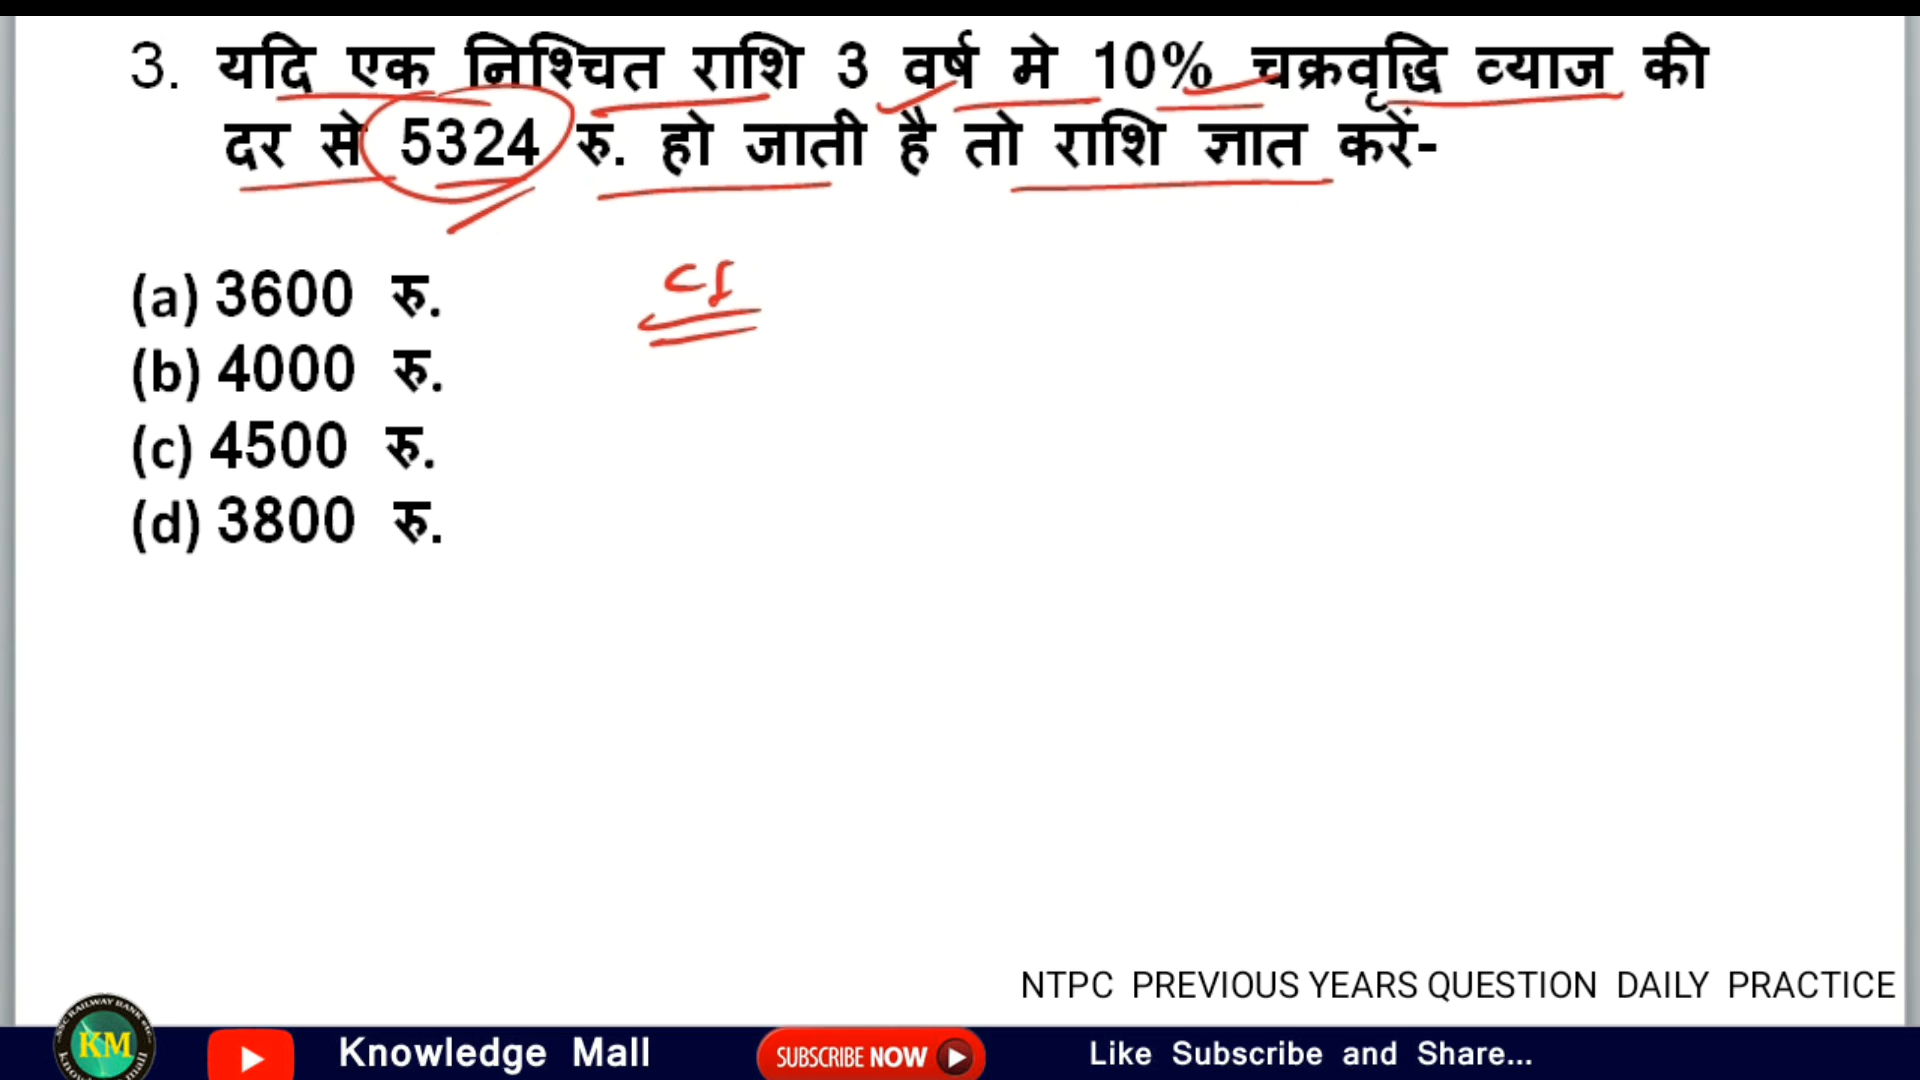 3. यदि एक निश्चित राशि 3 वर्ष मे 10% चक्रवृद्धि व्याज की
दर से 5324 रु. हो जाती है तो राशि ज्ञात करें-
CI
(a) 3600 रु.
(b) 4000 रु.
(c) 4500 रु.
(d) 3800 रु.
NTPC PREVIOUS YEARS QUESTION DAILY PRACTICE
KM
Knowledge Mall
SUBSCRIBE NOW
Like Subscribe and Share...